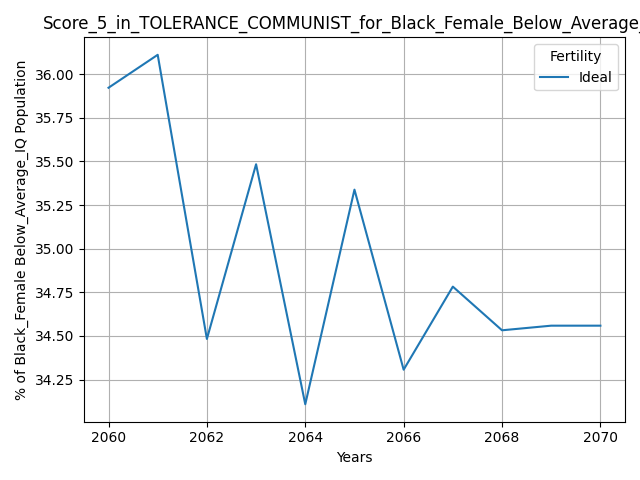 Score_5_in_TOLERANCE_COMMUNIST_for_Black_Female_Below_Average_
Fertility
Ideal
% of Black_Female Below_Average_IQ Population
36.00
35.75
35.50
35.25
35.00
34.75
34.50
34.25
2060 2062 2064 2066 2068 2070
Years